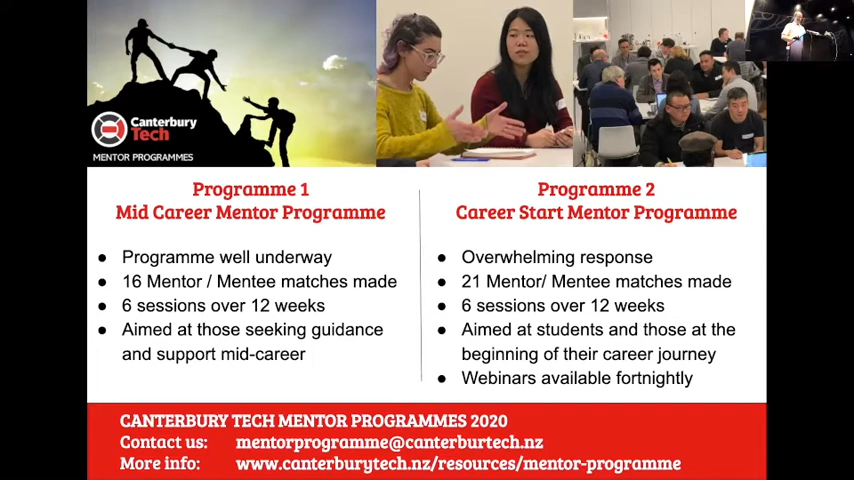 Canterbury
Tech
MENTOR PROGRAMMES
Programme 1
Mid Career Mentor Programme
● Programme well underway
● 16 Mentor / Mentee matches made
● 6 sessions over 12 weeks
● Aimed at those seeking guidance
and support mid-career
Programme 2
Career Start Mentor Programme
● Overwhelming response
● 21 Mentor/ Mentee matches made
● 6 sessions over 12 weeks
● Aimed at students and those at the
beginning of their career journey
● Webinars available fortnightly
CANTERBURY TECH MENTOR PROGRAMMES 2020
Contact us: mentorprogramme@canterburtech.nz
More info: www.canterburytech.nz/resources/mentor-programme